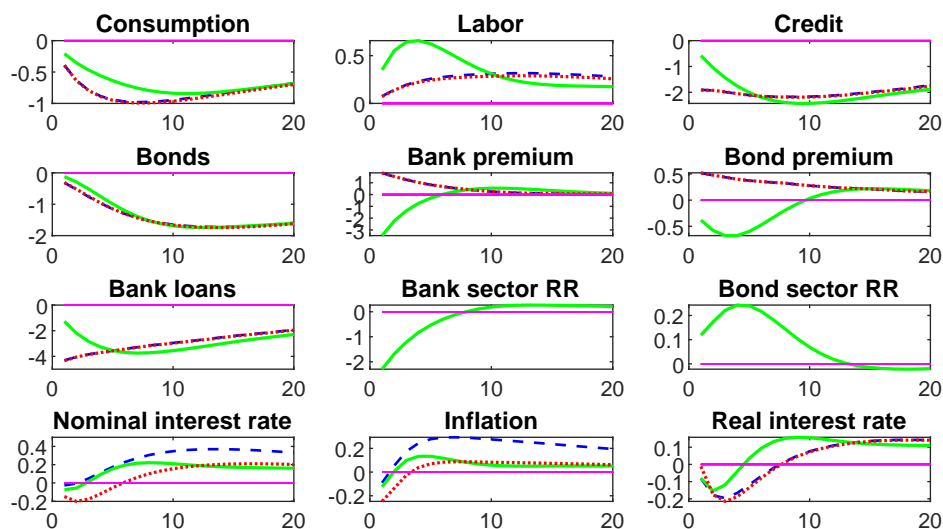 Consumption
0
-0.5
-1
0 10 20
Labor
0.5
0
0 10 20
Credit
0
-1
-2
0 10 20
Bonds
0
-1
-2
0 10 20
Bank premium
1
0
-1
-2
-3
0 10 20
Bond premium
0.5
0
-0.5
0 10 20
Bank loans
0
-2
-4
0 10 20
Bank sector RR
0
-1
-2
0 10 20
Bond sector RR
0.2
0.1
0
0 10 20
Nominal interest rate
0.4
0.2
0
-0.2
0 10 20
Inflation
0.2
0
-0.2
0 10 20
Real interest rate
0.1
0
-0.1
-0.2
0 10 20